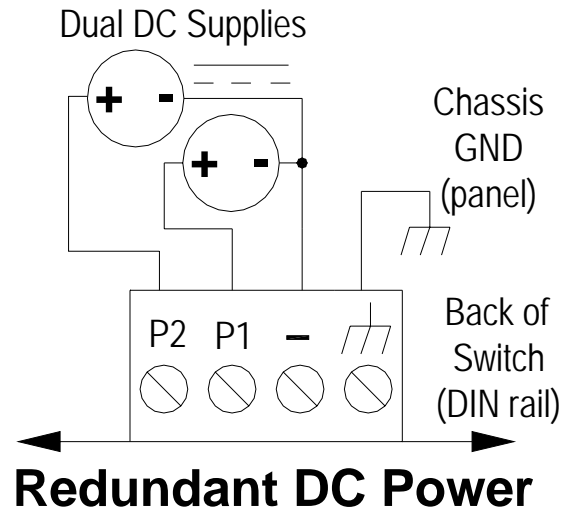 Dual DC Supplies
+ -
+ -
Chassis
GND
(panel)
P2 P1 -
Back of
Switch
(DIN rail)
Redundant DC Power